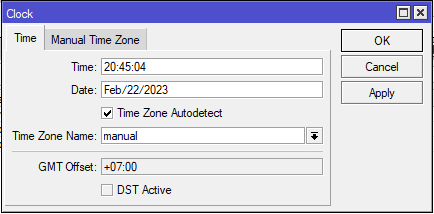 Clock
Time Manual Time Zone
OK
Time: 20:45:04
Cancel
Date: Feb/22/2023
Apply
Time Zone Autodetect
Time Zone Name: manual
GMT Offset: +07:00
DST Active